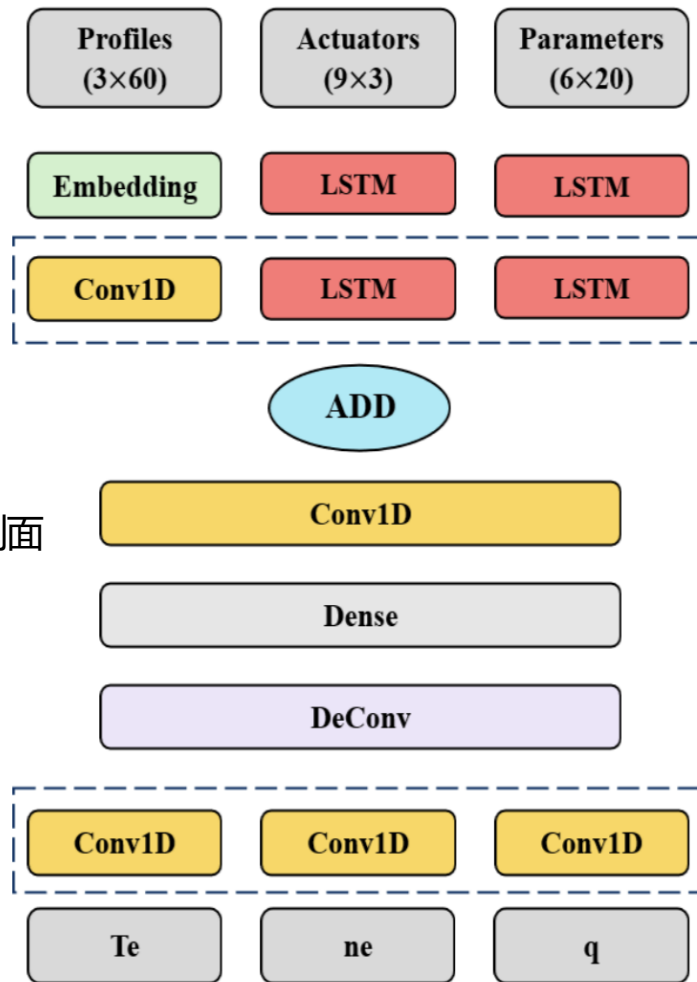 Profiles Actuators Parameters
(3×60) (9×3) (6×20)
Embedding LSTM LSTM
Conv1D LSTM LSTM
ADD
Conv1D
面
Dense
DeConv
Conv1D Conv1D Conv1D
Te ne q